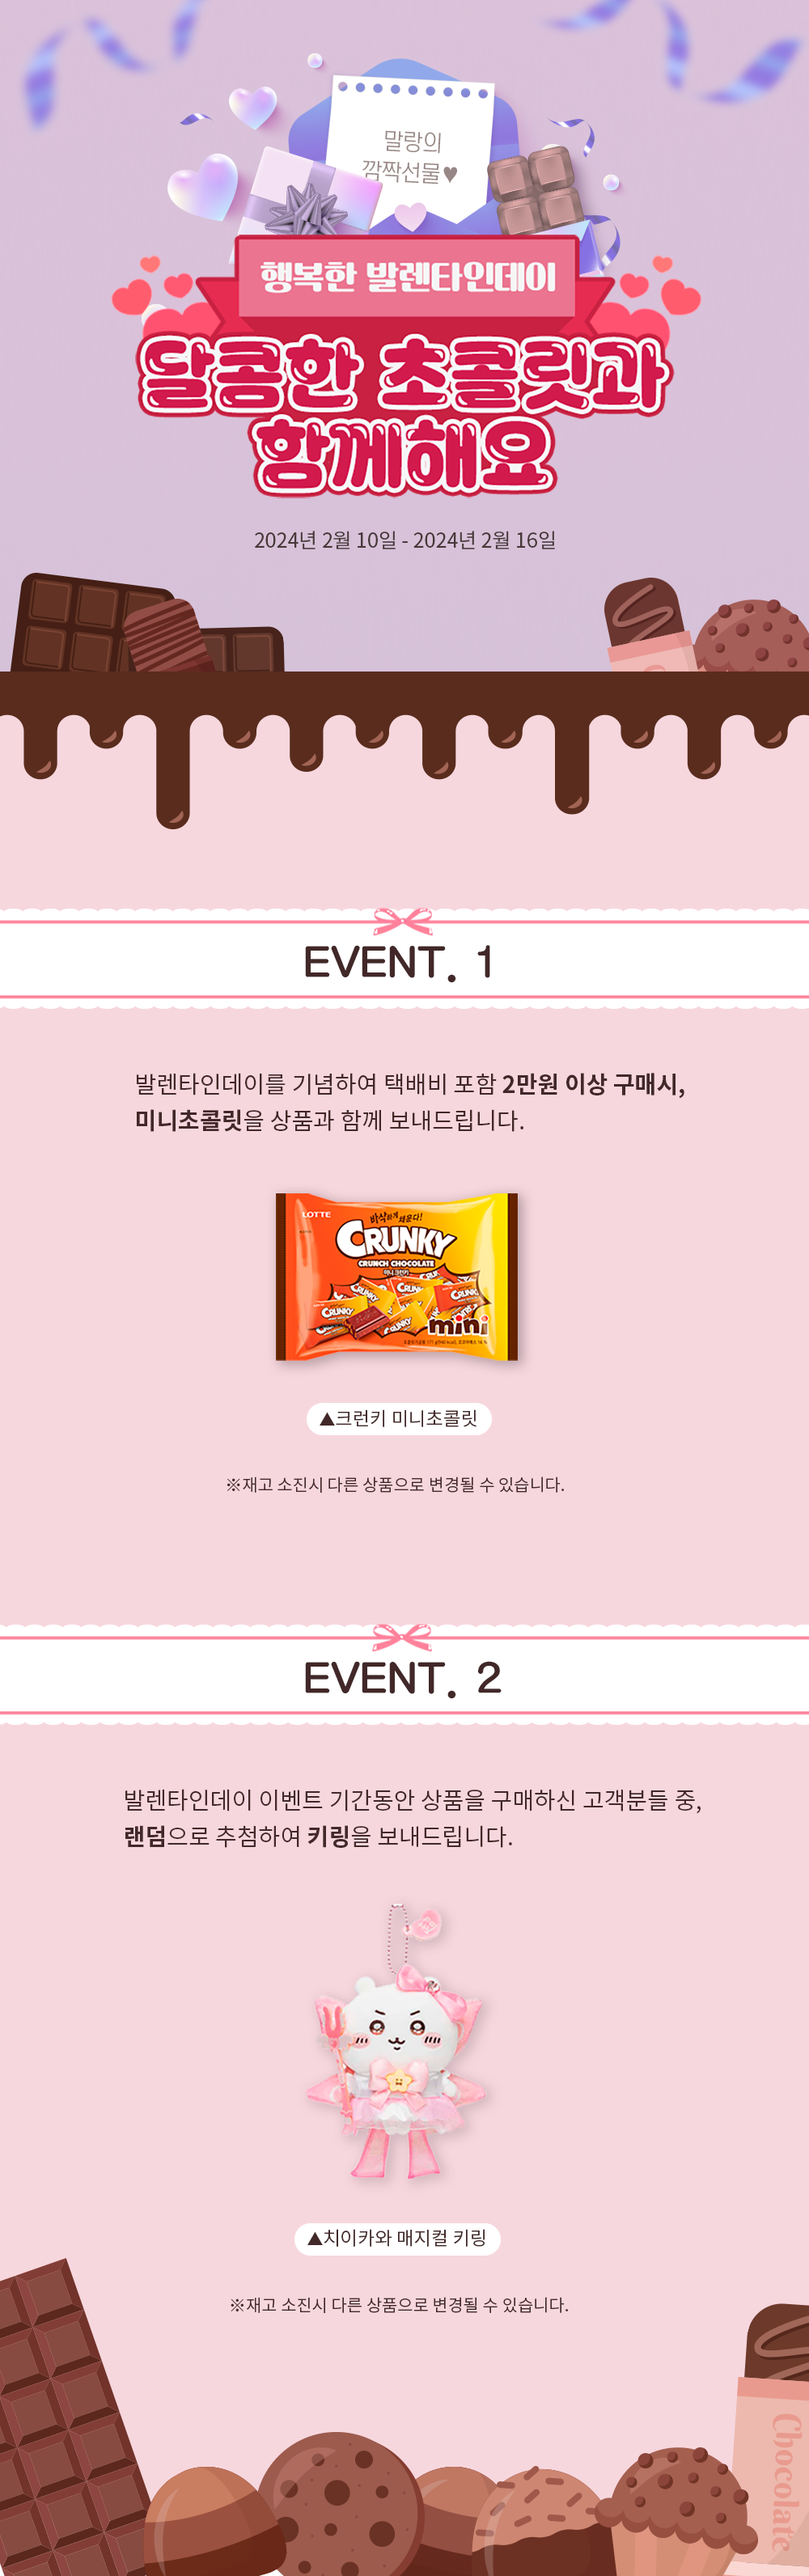 말랑의
깜짝선물♥
행복한 발렌타인데이
달콤한 초콜릿과
함께해요
2024년 2월 10일 - 2024년 2월 16일
EVENT. 1
발렌타인데이를 기념하여 택배비 포함 2만원 이상 구매시,
미니초콜릿을 상품과 함께 보내드립니다.
LOTTE
바삭하게 채운다!
CRUNKY
CRUNCH CHOCOLATE
미니 크런키
CRUNKY
CRUNKY
CRUNKY
CRUNKY
mini
▲크런키 미니초콜릿
※재고 소진시 다른 상품으로 변경될 수 있습니다.
EVENT. 2
발렌타인데이 이벤트 기간동안 상품을 구매하신 고객분들 중,
랜덤으로 추첨하여 키링을 보내드립니다.
▲치이카와 매지컬 키링
※재고 소진시 다른 상품으로 변경될 수 있습니다.
Chocolate